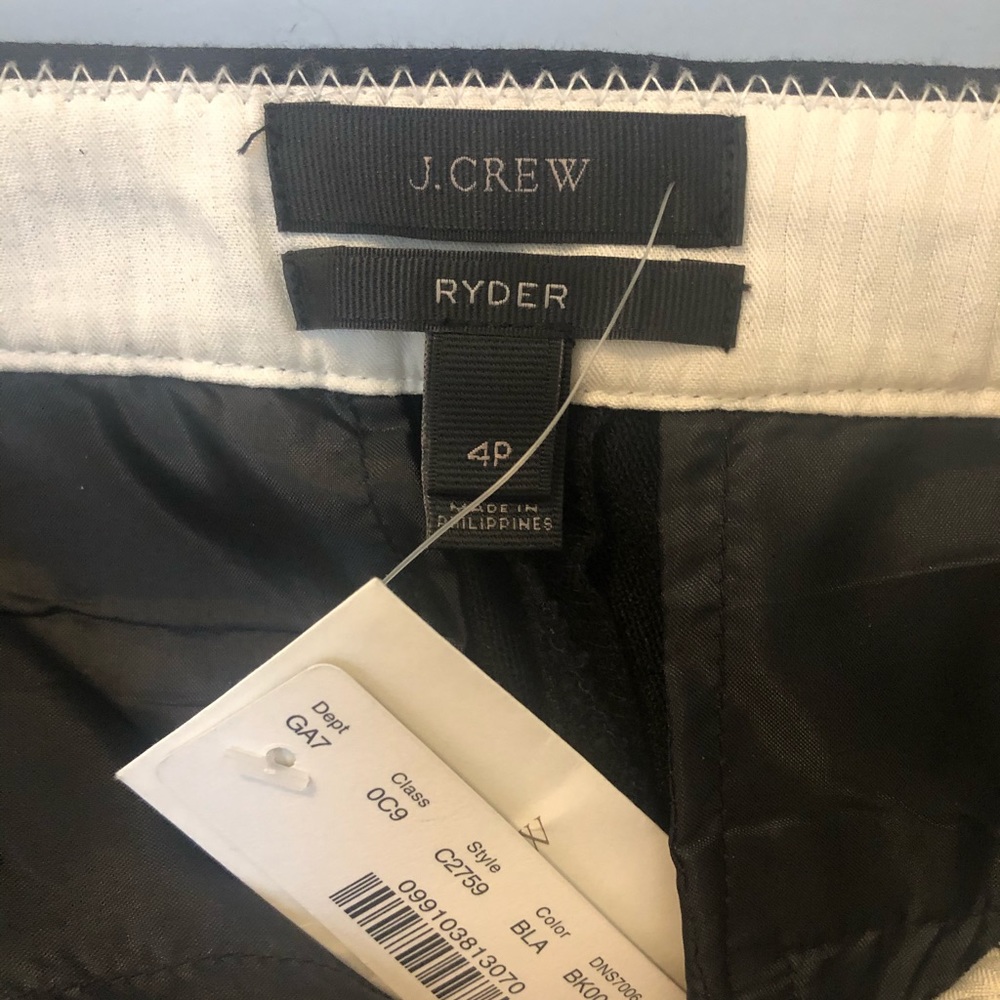 J.CREW
RYDER
4P
MADE IN
PHILIPPINES
Dept
GA7
Class
0C9
Style
C2759
Color
BLA
099103813070